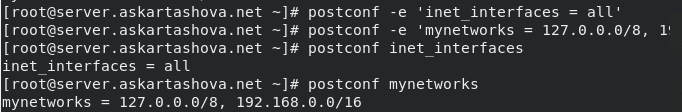 [root@server.askartashova.net ~]# postconf -e 'inet_interfaces = all'
[root@server.askartashova.net ~]# postconf -e 'mynetworks = 127.0.0.0/8, 19
[root@server.askartashova.net ~]# postconf inet_interfaces
inet_interfaces = all
[root@server.askartashova.net ~]# postconf mynetworks
mynetworks = 127.0.0.0/8, 192.168.0.0/16